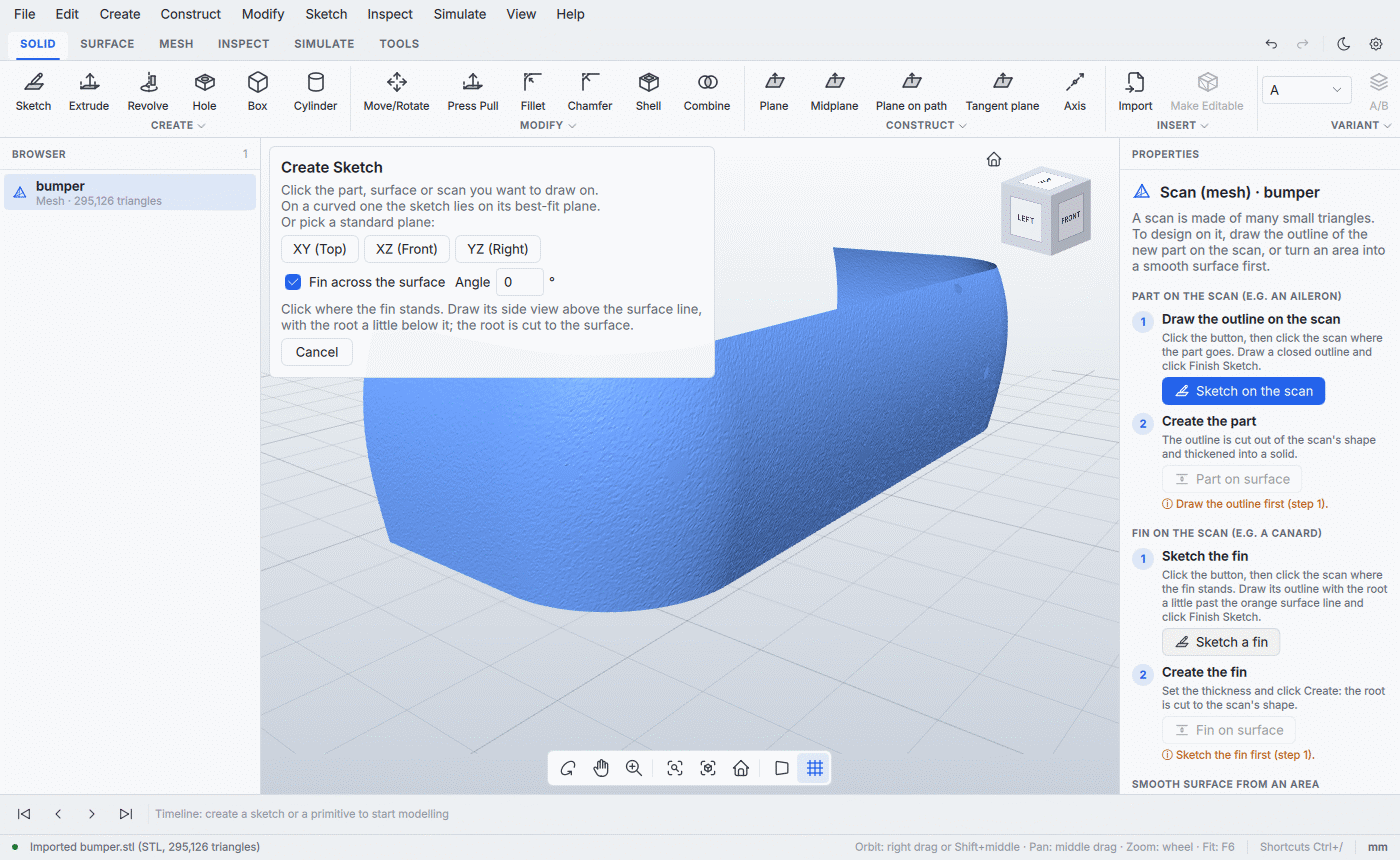 File Edit Create Construct Modify Sketch Inspect Simulate View Help
SOLID SURFACE MESH INSPECT SIMULATE TOOLS
Sketch Extrude Revolve Hole Box Cylinder Move/Rotate Press Pull Fillet Chamfer Shell Combine Plane Midplane Plane on path Tangent plane Axis Import Make Editable A A/B
CREATE MODIFY CONSTRUCT INSERT VARIANT
BROWSER 1
bumper
Mesh · 295,126 triangles
Create Sketch
Click the part, surface or scan you want to draw on.
On a curved one the sketch lies on its best-fit plane.
Or pick a standard plane:
XY (Top) XZ (Front) YZ (Right)
Fin across the surface Angle 0 °
Click where the fin stands. Draw its side view above the surface line,
with the root a little below it; the root is cut to the surface.
Cancel
LEFT FRONT
PROPERTIES
Scan (mesh) · bumper
A scan is made of many small triangles.
To design on it, draw the outline of the
new part on the scan, or turn an area into
a smooth surface first.
PART ON THE SCAN (E.G. AN AILERON)
1 Draw the outline on the scan
Click the button, then click the scan where
the part goes. Draw a closed outline and
click Finish Sketch.
Sketch on the scan
2 Create the part
The outline is cut out of the scan's shape
and thickened into a solid.
Part on surface
Draw the outline first (step 1).
FIN ON THE SCAN (E.G. A CANARD)
1 Sketch the fin
Click the button, then click the scan where
the fin stands. Draw its outline with the root
a little past the orange surface line and
click Finish Sketch.
Sketch a fin
2 Create the fin
Set the thickness and click Create: the root
is cut to the scan's shape.
Fin on surface
Sketch the fin first (step 1).
SMOOTH SURFACE FROM AN AREA
Timeline: create a sketch or a primitive to start modelling
Imported bumper.stl (STL, 295,126 triangles)
Orbit: right drag or Shift+middle · Pan: middle drag · Zoom: wheel · Fit: F6 Shortcuts Ctrl+/ mm